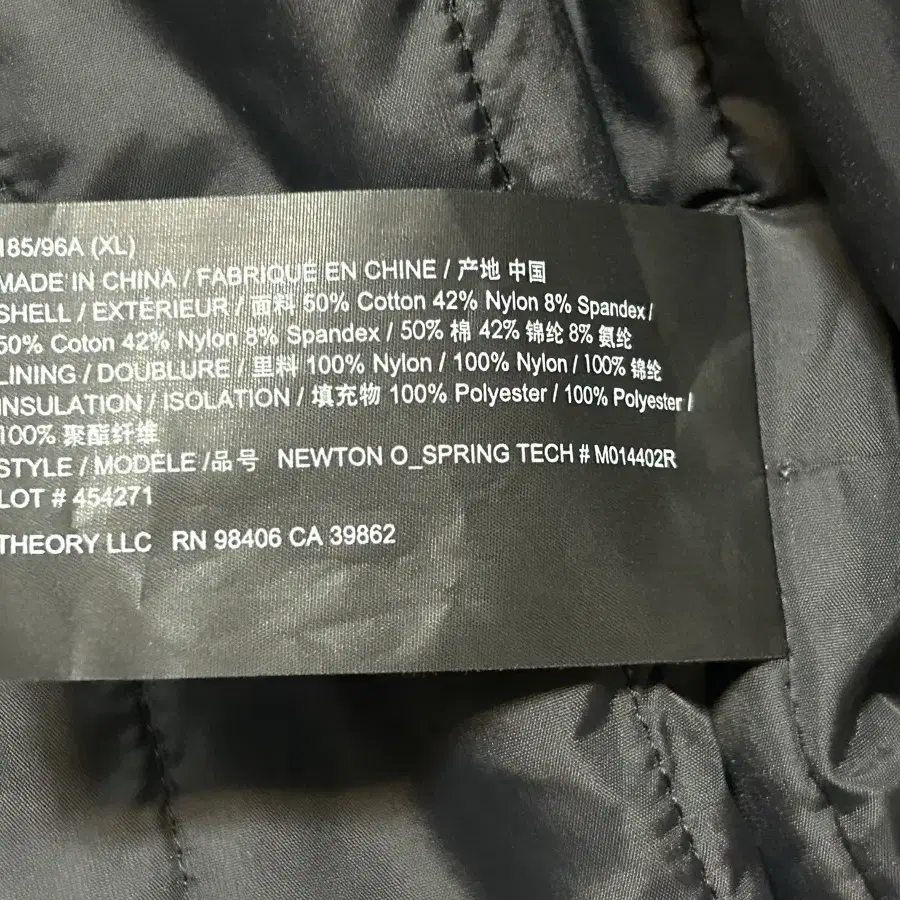 185/96A (XL)
MADE IN CHINA / FABRIQUE EN CHINE / 产地 中国
SHELL / EXTÉRIEUR / 面料 50% Cotton 42% Nylon 8% Spandex /
50% Coton 42% Nylon 8% Spandex / 50% 棉 42% 锦纶 8% 氨纶
LINING / DOUBLURE / 里料 100% Nylon / 100% Nylon / 100% 锦纶
INSULATION / ISOLATION / 填充物 100% Polyester / 100% Polyester /
100% 聚酯纤维
STYLE / MODÈLE /品号 NEWTON O_SPRING TECH # M014402R
LOT # 454271
THEORY LLC RN 98406 CA 39862